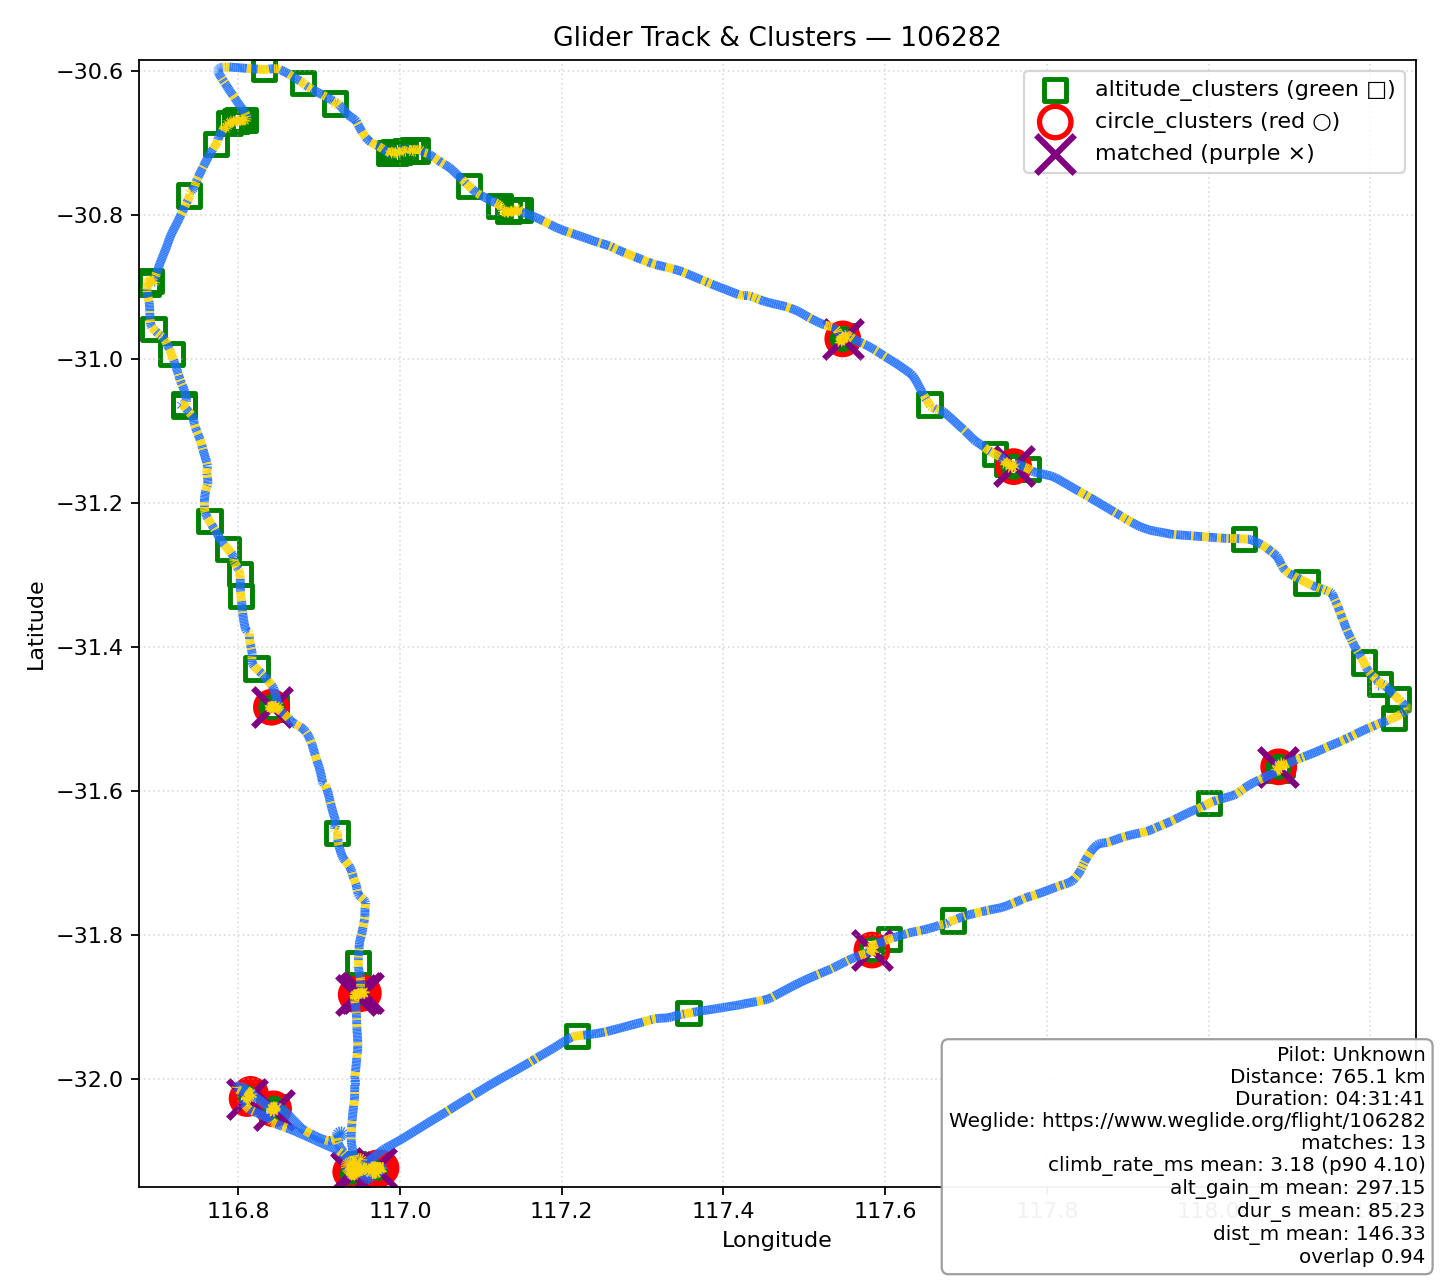 Glider Track & Clusters — 106282
altitude_clusters (green □)
circle_clusters (red ○)
matched (purple ×)
−30.6
−30.8
−31.0
−31.2
−31.4
−31.6
−31.8
−32.0
Latitude
116.8
117.0
117.2
117.4
117.6
117.8
118.0
Longitude
Pilot: Unknown
Distance: 765.1 km
Duration: 04:31:41
Weglide: https://www.weglide.org/flight/106282
matches: 13
climb_rate_ms mean: 3.18 (p90 4.10)
alt_gain_m mean: 297.15
dur_s mean: 85.23
dist_m mean: 146.33
overlap 0.94